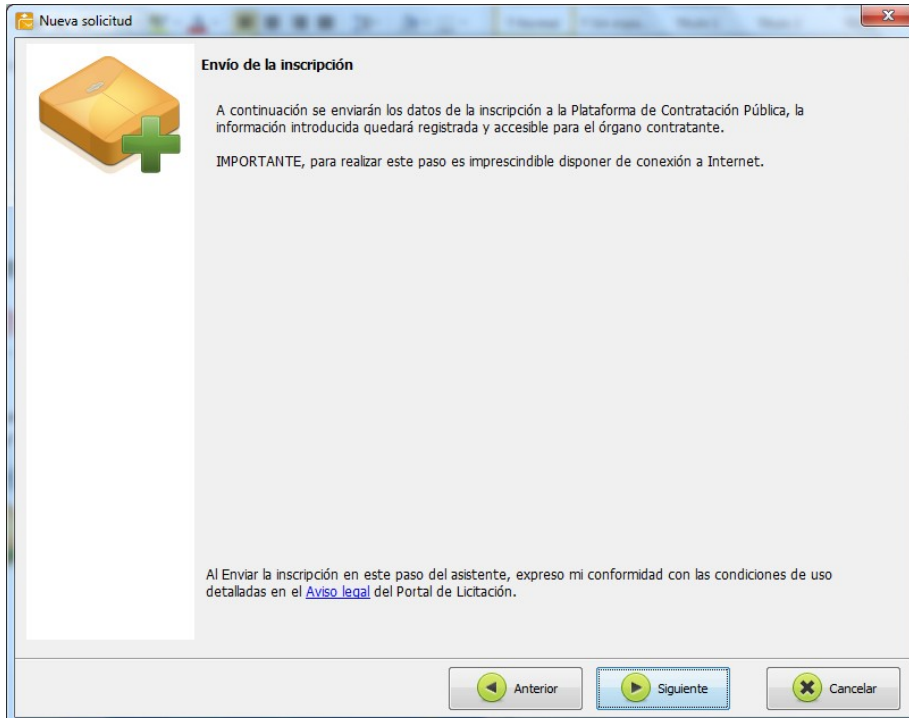 Nueva solicitud
Envío de la inscripción
A continuación se enviarán los datos de la inscripción a la Plataforma de Contratación Pública, la
información introducida quedará registrada y accesible para el órgano contratante.
IMPORTANTE, para realizar este paso es imprescindible disponer de conexión a Internet.
Al Enviar la inscripción en este paso del asistente, expreso mi conformidad con las condiciones de uso
detalladas en el Aviso legal del Portal de Licitación.
Anterior
Siguiente
Cancelar